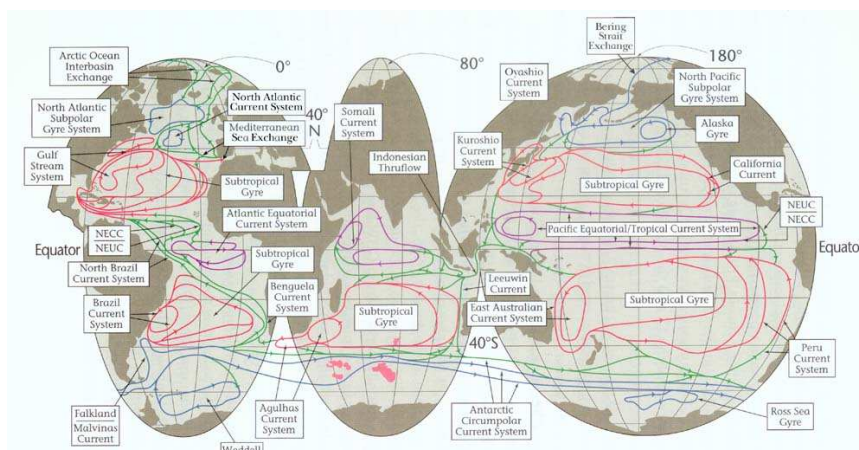 Arctic Ocean
Interbasin
Exchange
0°
80°
Bering
Strait
Exchange
180°
North Atlantic
Subpolar
Gyre System
North Atlantic
Current System
40°
N
Mediterranean
Sea Exchange
Somali
Current
System
Oyashio
Current
System
North Pacific
Subpolar
Gyre System
Alaska
Gyre
Gulf
Stream
System
Subtropical
Gyre
Indonesian
Thruflow
Kuroshio
Current
System
Subtropical Gyre
California
Current
Atlantic Equatorial
Current System
NECC
NEUC
Equator
Pacific Equatorial/Tropical Current System
NEUC
NECC
Equato
North Brazil
Current System
Subtropical
Gyre
Benguela
Current
System
Leeuwin
Current
Brazil
Current
System
Subtropical
Gyre
East Australian
Current System
Subtropical Gyre
40°S
Peru
Current
System
Falkland
Malvinas
Current
Agulhas
Current
System
Antarctic
Circumpolar
Current System
Ross Sea
Gyre
Weddell